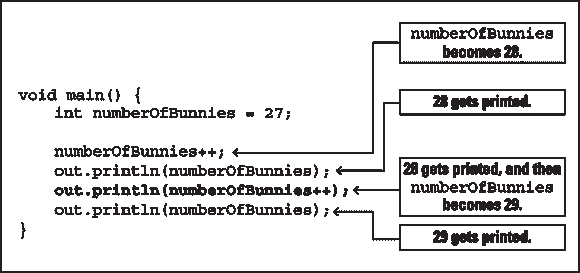 numberOfBunnies
becomes 28.
void main() {
int numberOfBunnies = 27;
28 gets printed.
numberOfBunnies++;
out.println(numberOfBunnies);
out.println(numberOfBunnies++);
out.println(numberOfBunnies);
}
28 gets printed, and then
numberOfBunnies
becomes 29.
29 gets printed.